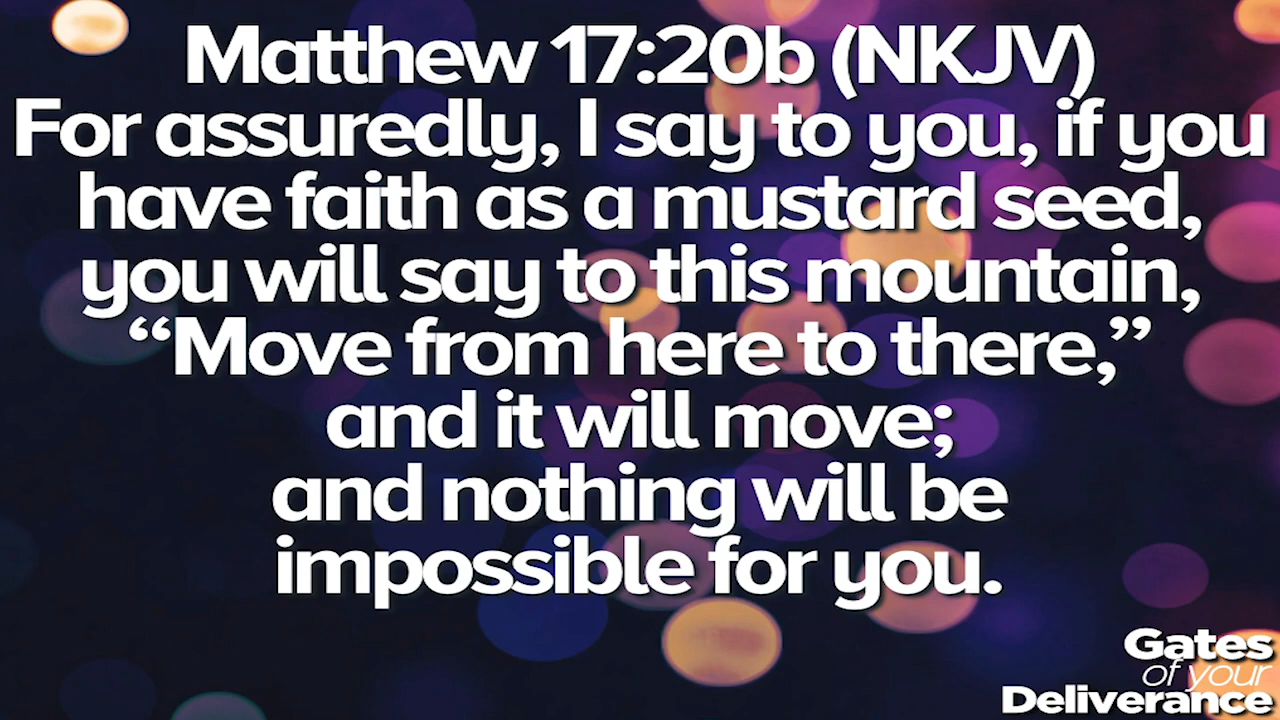 Matthew 17:20b (NKJV)
For assuredly, I say to you, if you
have faith as a mustard seed,
you will say to this mountain,
“Move from here to there,”
and it will move;
and nothing will be
impossible for you.
Gates
of your
Deliverance